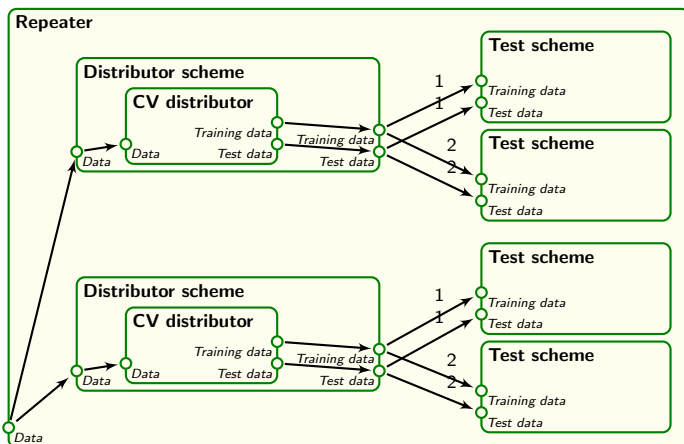 Repeater
Distributor scheme
CV distributor
Training data
Test data
Data
Data
Training data
Test data
1
1
2
2
Test scheme
Training data
Test data
Test scheme
Training data
Test data
Distributor scheme
CV distributor
Training data
Test data
Data
Data
Training data
Test data
1
1
2
2
Test scheme
Training data
Test data
Test scheme
Training data
Test data
Data